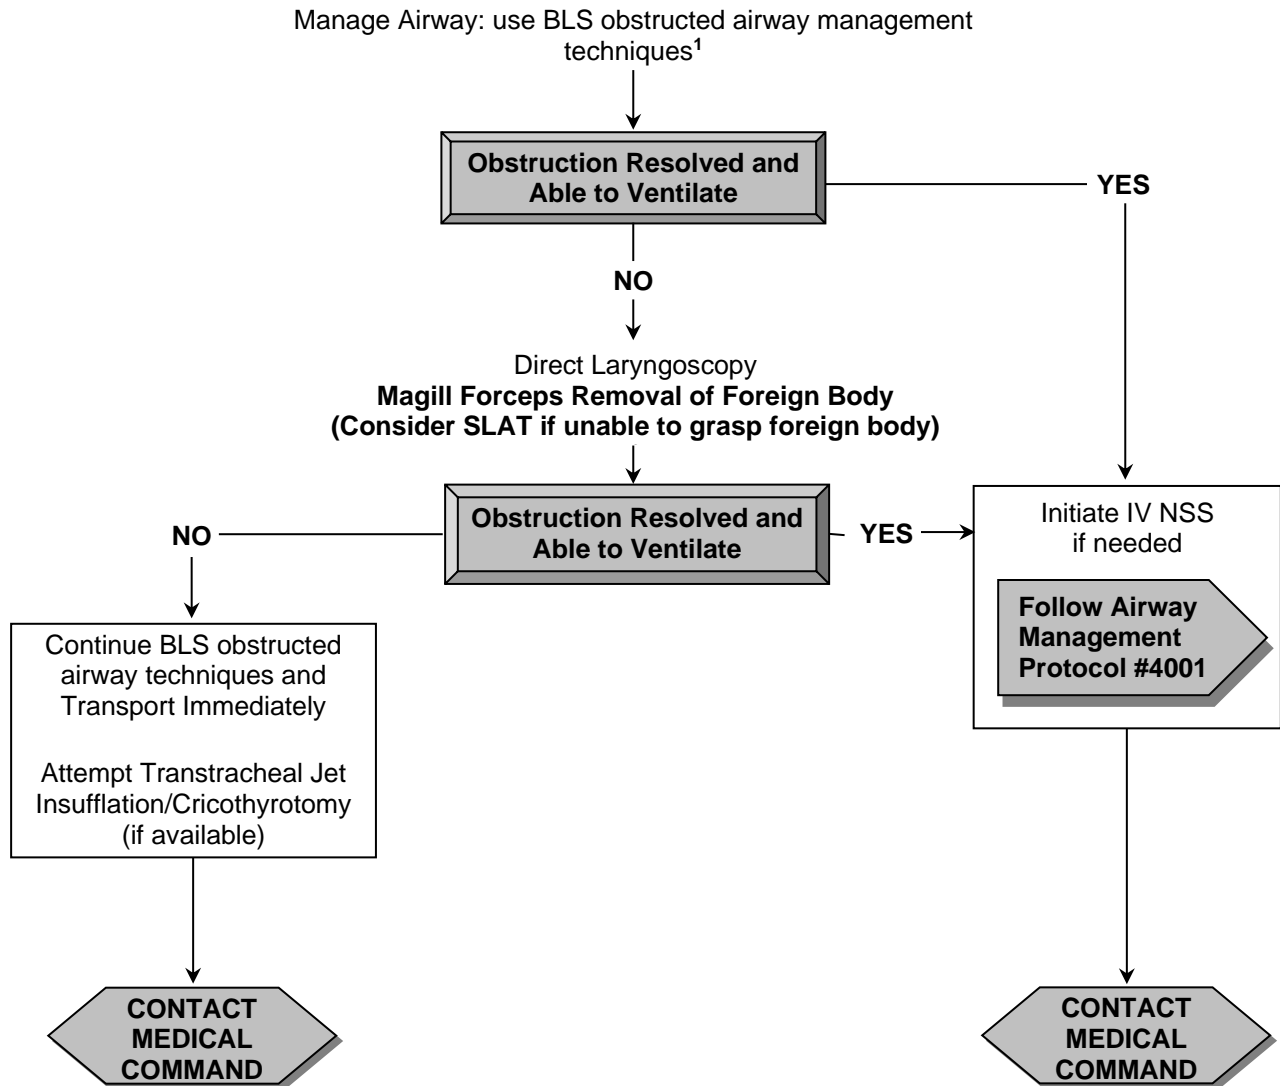 Manage Airway: use BLS obstructed airway management
techniques1
Obstruction Resolved and
Able to Ventilate
YES
NO
Direct Laryngoscopy
Magill Forceps Removal of Foreign Body
(Consider SLAT if unable to grasp foreign body)
Obstruction Resolved and
Able to Ventilate
NO
YES
Initiate IV NSS
if needed
Follow Airway
Management
Protocol #4001
Continue BLS obstructed
airway techniques and
Transport Immediately
Attempt Transtracheal Jet
Insufflation/Cricothyrotomy
(if available)
CONTACT
MEDICAL
COMMAND
CONTACT
MEDICAL
COMMAND